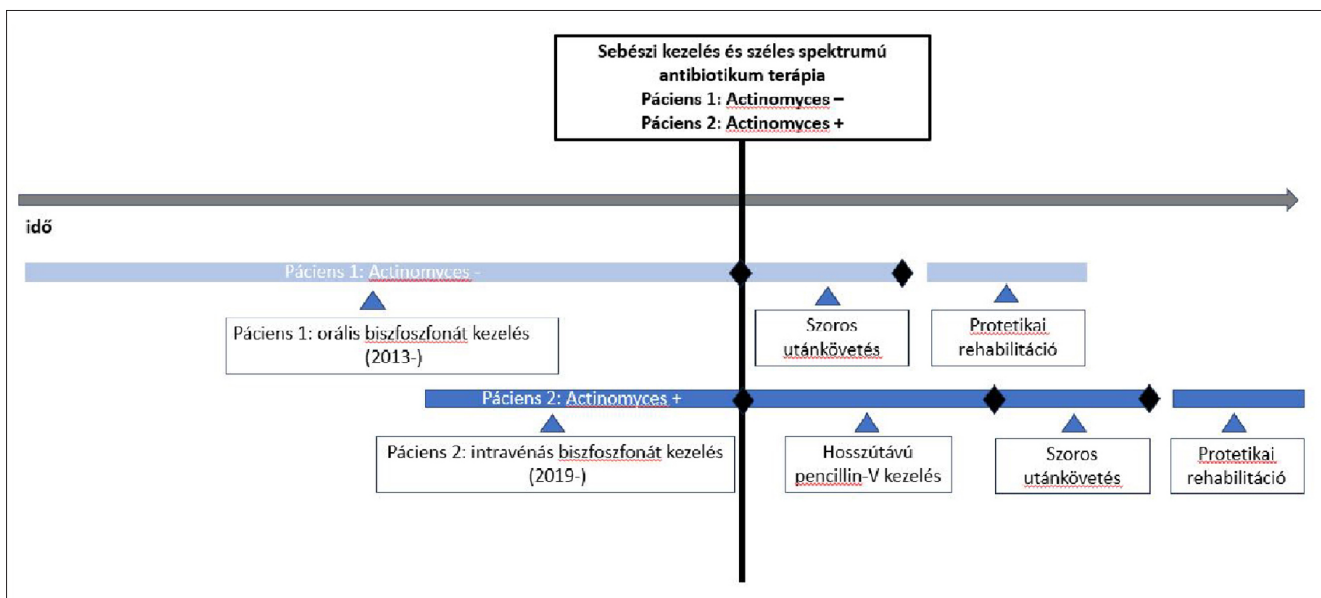 Sebészi kezelés és széles spektrumú
antibiotikum terápia
Páciens 1: Actinomyces –
Páciens 2: Actinomyces +
idő
Páciens 1: Actinomyces -
Páciens 1: orális biszfoszfonát kezelés
(2013-)
Szoros
utánkövetés
Protetikai
rehabilitáció
Páciens 2: Actinomyces +
Páciens 2: intravénás biszfoszfonát kezelés
(2019-)
Hosszútávú
pencillin-V kezelés
Szoros
utánkövetés
Protetikai
rehabilitáció